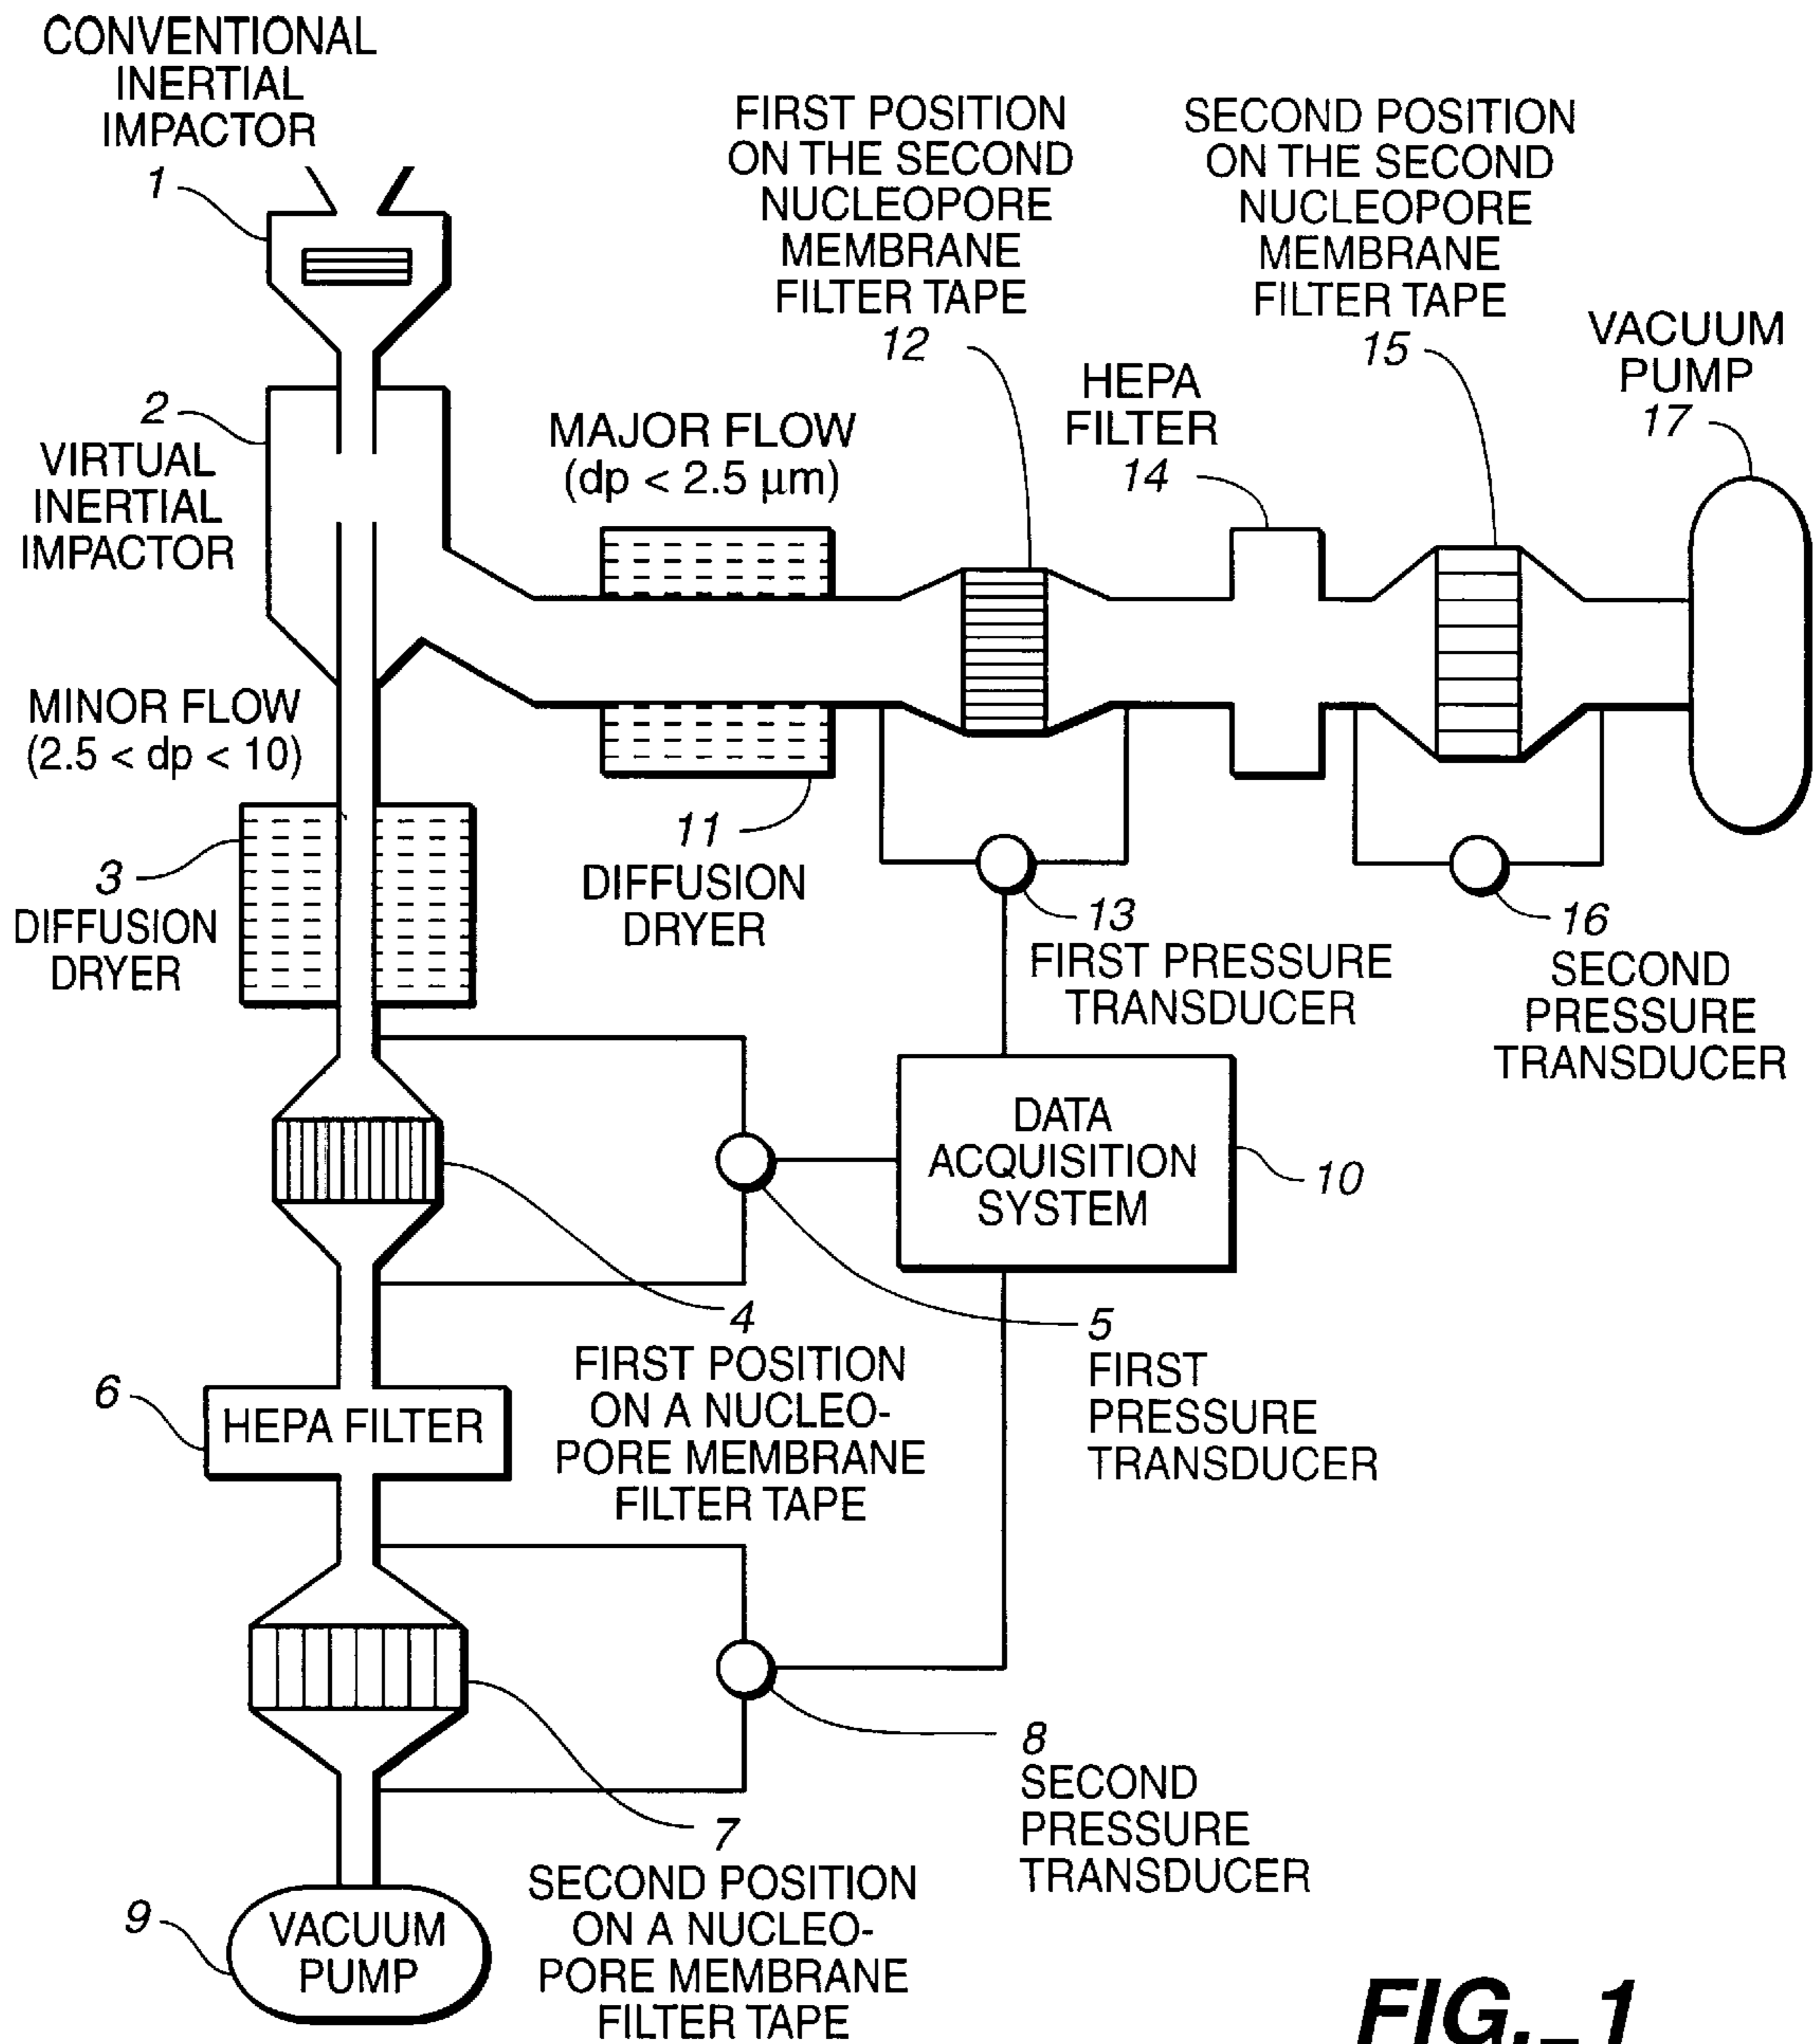 CONVENTIONAL
INERTIAL
IMPACTOR
1
FIRST POSITION
ON THE SECOND
NUCLEOPORE
MEMBRANE
FILTER TAPE
12
SECOND POSITION
ON THE SECOND
NUCLEOPORE
MEMBRANE
FILTER TAPE
15
VACUUM
PUMP
17
HEPA
FILTER
14
2
VIRTUAL
INERTIAL
IMPACTOR
MAJOR FLOW
(dp < 2.5 μm)
MINOR FLOW
(2.5 < dp < 10)
3
DIFFUSION
DRYER
11
DIFFUSION
DRYER
13
FIRST PRESSURE
TRANSDUCER
16
SECOND
PRESSURE
TRANSDUCER
DATA
ACQUISITION
SYSTEM
10
4
FIRST POSITION
ON A NUCLEO-
PORE MEMBRANE
FILTER TAPE
5
FIRST
PRESSURE
TRANSDUCER
6
HEPA FILTER
7
SECOND POSITION
ON A NUCLEO-
PORE MEMBRANE
FILTER TAPE
8
SECOND
PRESSURE
TRANSDUCER
9
VACUUM
PUMP
FIG._1